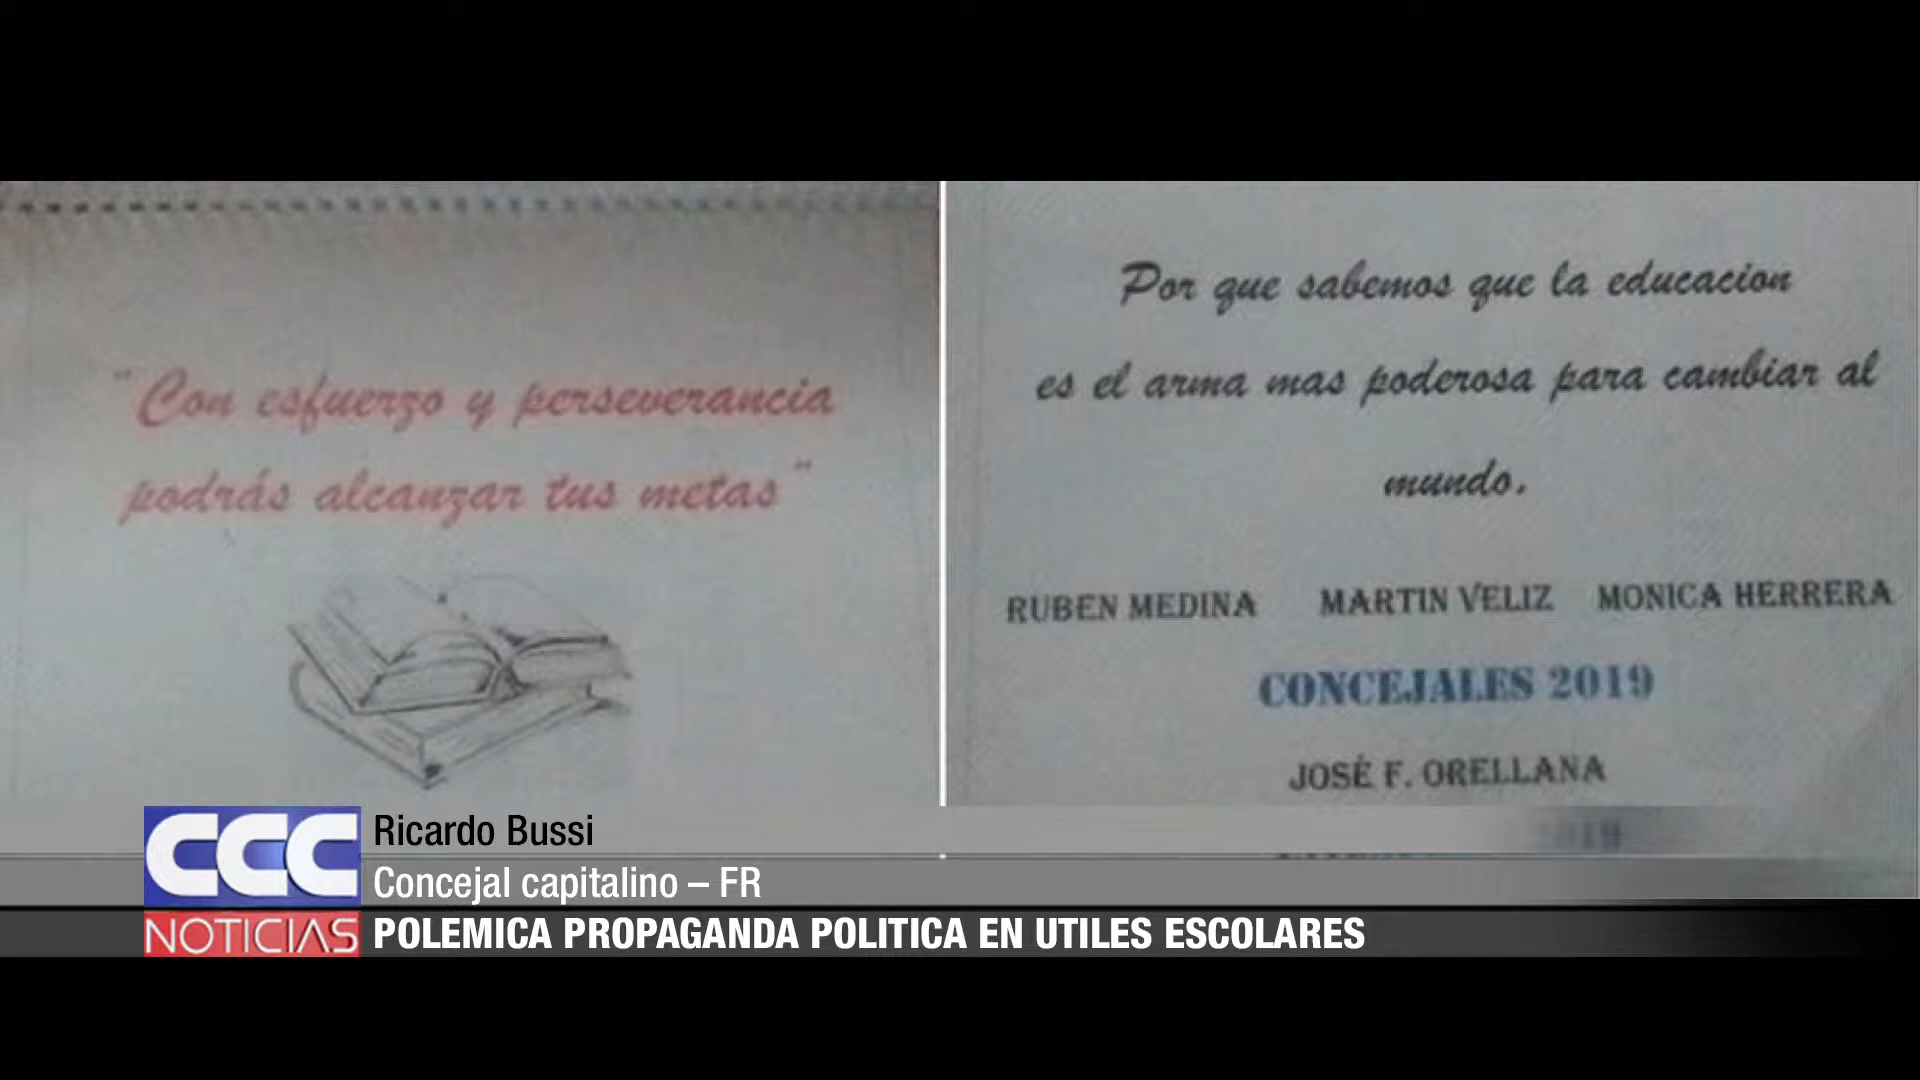 "Con esfuerzo y perseverancia
podrás alcanzar tus metas"
Por que sabemos que la educacion
es el arma mas poderosa para cambiar al
mundo.
RUBEN MEDINA MARTIN VELIZ MONICA HERRERA
CONCEJALES 2019
JOSÉ F. ORELLANA
2019
CCC
NOTICIAS
Ricardo Bussi
Concejal capitalino – FR
POLEMICA PROPAGANDA POLITICA EN UTILES ESCOLARES